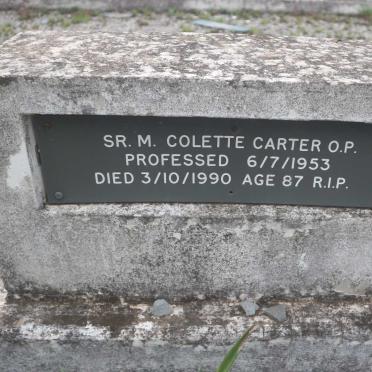 SR. M. COLETTE CARTER O.P.
PROFESSED 6/7/1953
DIED 3/10/1990 AGE 87 R.I.P.